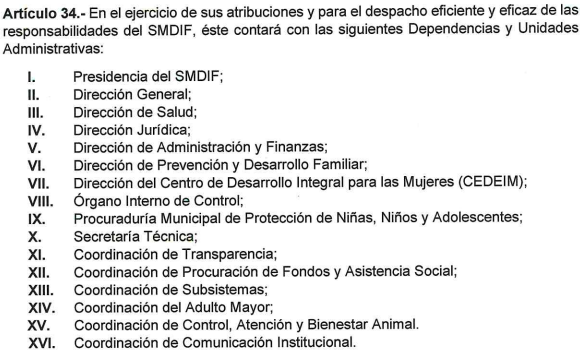 Artículo 34.- En el ejercicio de sus atribuciones y para el despacho eficiente y eficaz de las
responsabilidades del SMDIF, éste contará con las siguientes Dependencias y Unidades
Administrativas:
I. Presidencia del SMDIF;
II. Dirección General;
III. Dirección de Salud;
IV. Dirección Jurídica;
V. Dirección de Administración y Finanzas;
VI. Dirección de Prevención y Desarrollo Familiar;
VII. Dirección del Centro de Desarrollo Integral para las Mujeres (CEDEIM);
VIII. Órgano Interno de Control;
IX. Procuraduría Municipal de Protección de Niñas, Niños y Adolescentes;
X. Secretaría Técnica;
XI. Coordinación de Transparencia;
XII. Coordinación de Procuración de Fondos y Asistencia Social;
XIII. Coordinación de Subsistemas;
XIV. Coordinación del Adulto Mayor;
XV. Coordinación de Control, Atención y Bienestar Animal.
XVI. Coordinación de Comunicación Institucional.